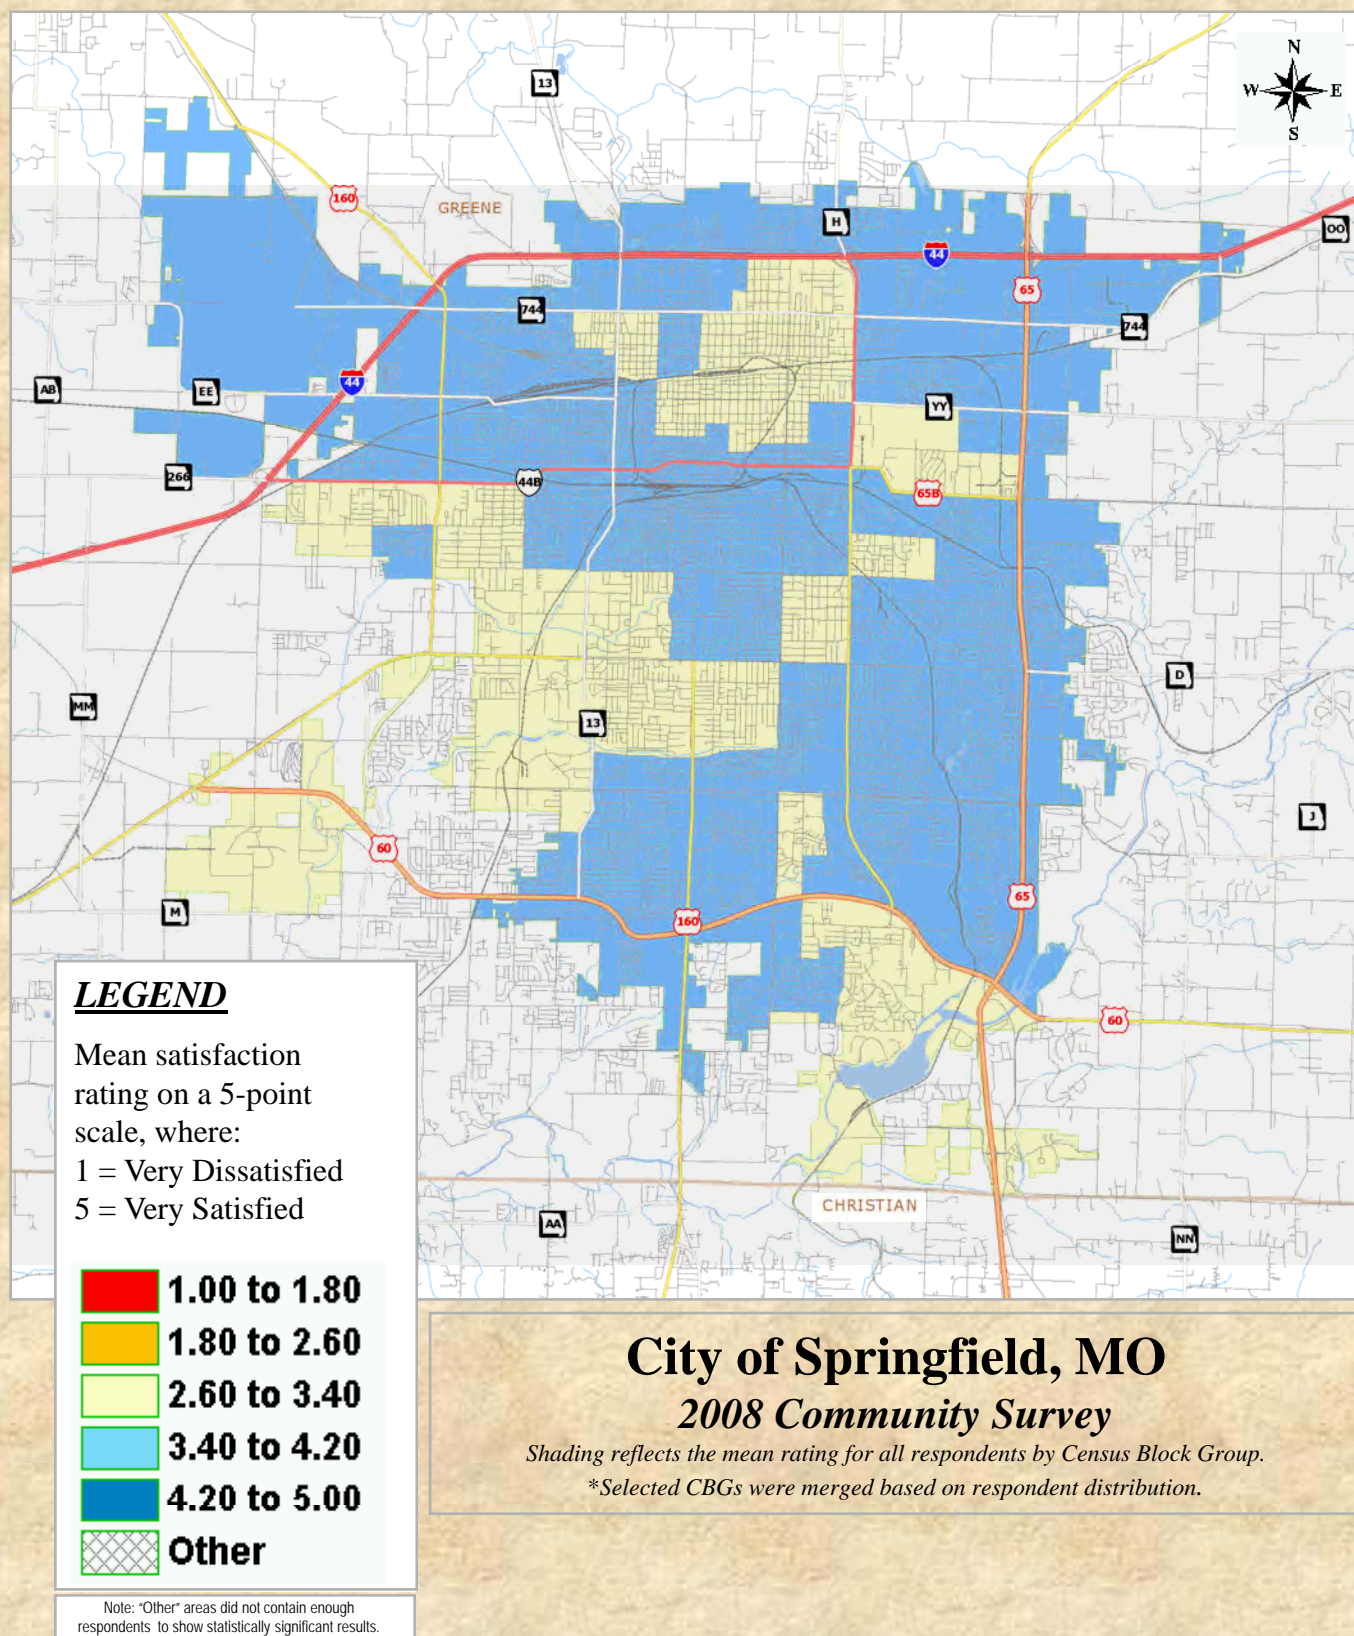 N
W E
S
13
160
GREENE
H
OO
44
65
744
744
AB
EE
44
YY
266
44B
65B
D
MM
13
J
60
M
160
65
60
CHRISTIAN
AA
NN
LEGEND
Mean satisfaction
rating on a 5-point
scale, where:
1 = Very Dissatisfied
5 = Very Satisfied
1.00 to 1.80
1.80 to 2.60
2.60 to 3.40
3.40 to 4.20
4.20 to 5.00
Other
Note: “Other” areas did not contain enough
respondents to show statistically significant results.
City of Springfield, MO
2008 Community Survey
Shading reflects the mean rating for all respondents by Census Block Group.
*Selected CBGs were merged based on respondent distribution.